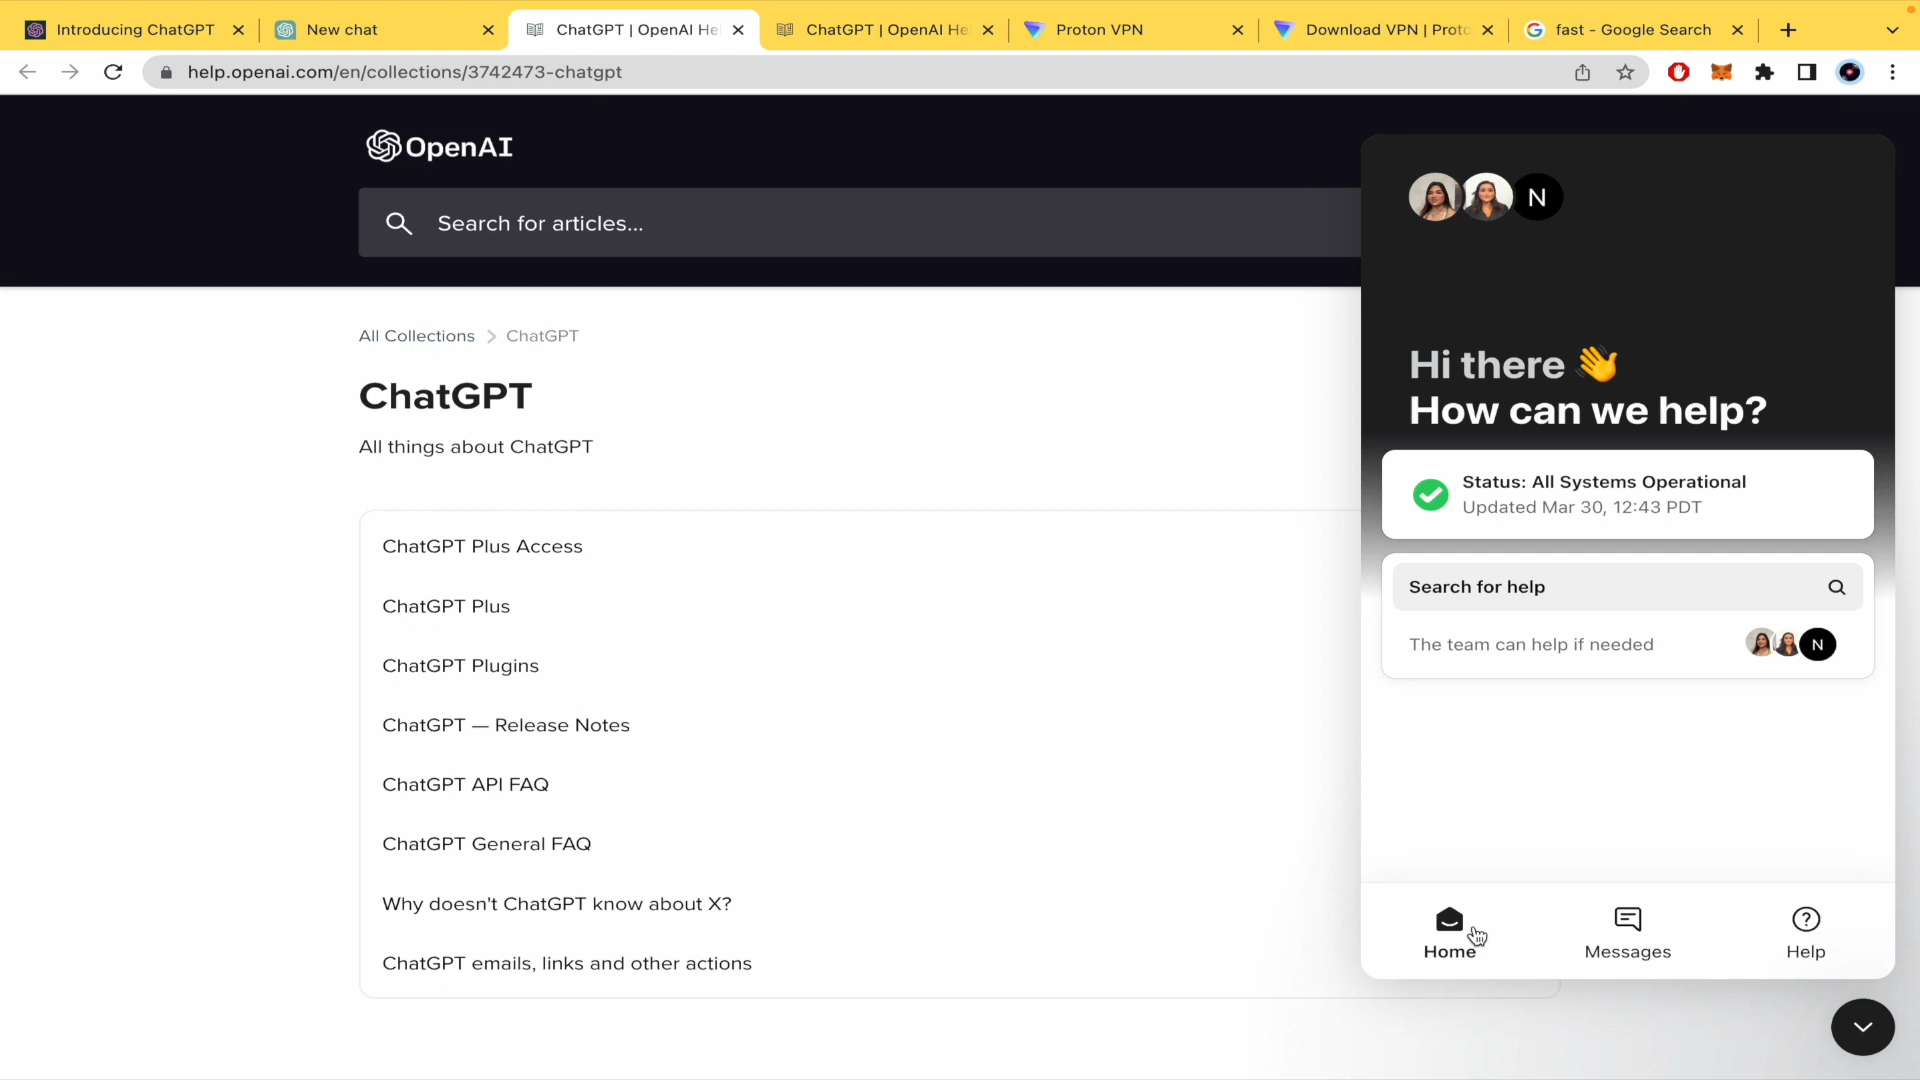 Introducing ChatGPT
New chat
ChatGPT | OpenAI He
ChatGPT | OpenAI He
Proton VPN
Download VPN | Proto
fast - Google Search
help.openai.com/en/collections/3742473-chatgpt
OpenAI
Search for articles...
All Collections
ChatGPT
ChatGPT
All things about ChatGPT
ChatGPT Plus Access
ChatGPT Plus
ChatGPT Plugins
ChatGPT — Release Notes
ChatGPT API FAQ
ChatGPT General FAQ
Why doesn't ChatGPT know about X?
ChatGPT emails, links and other actions
N
Hi there 👋
How can we help?
Status: All Systems Operational
Updated Mar 30, 12:43 PDT
Search for help
The team can help if needed
N
Home
Messages
Help